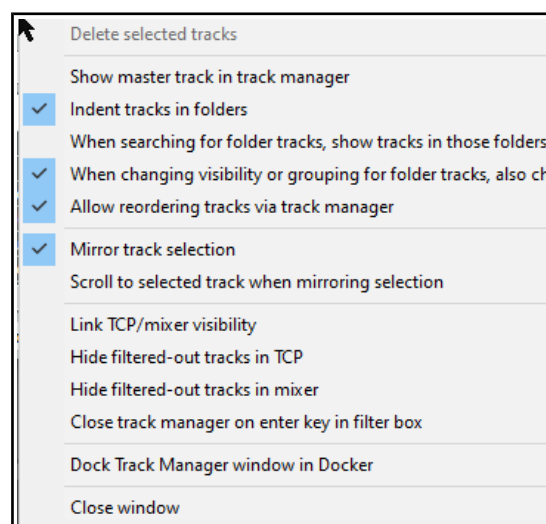 Delete selected tracks
Show master track in track manager
Indent tracks in folders
When searching for folder tracks, show tracks in those folders
When changing visibility or grouping for folder tracks, also
Allow reordering tracks via track manager
Mirror track selection
Scroll to selected track when mirroring selection
Link TCP/mixer visibility
Hide filtered-out tracks in TCP
Hide filtered-out tracks in mixer
Close track manager on enter key in filter box
Dock Track Manager window in Docker
Close window